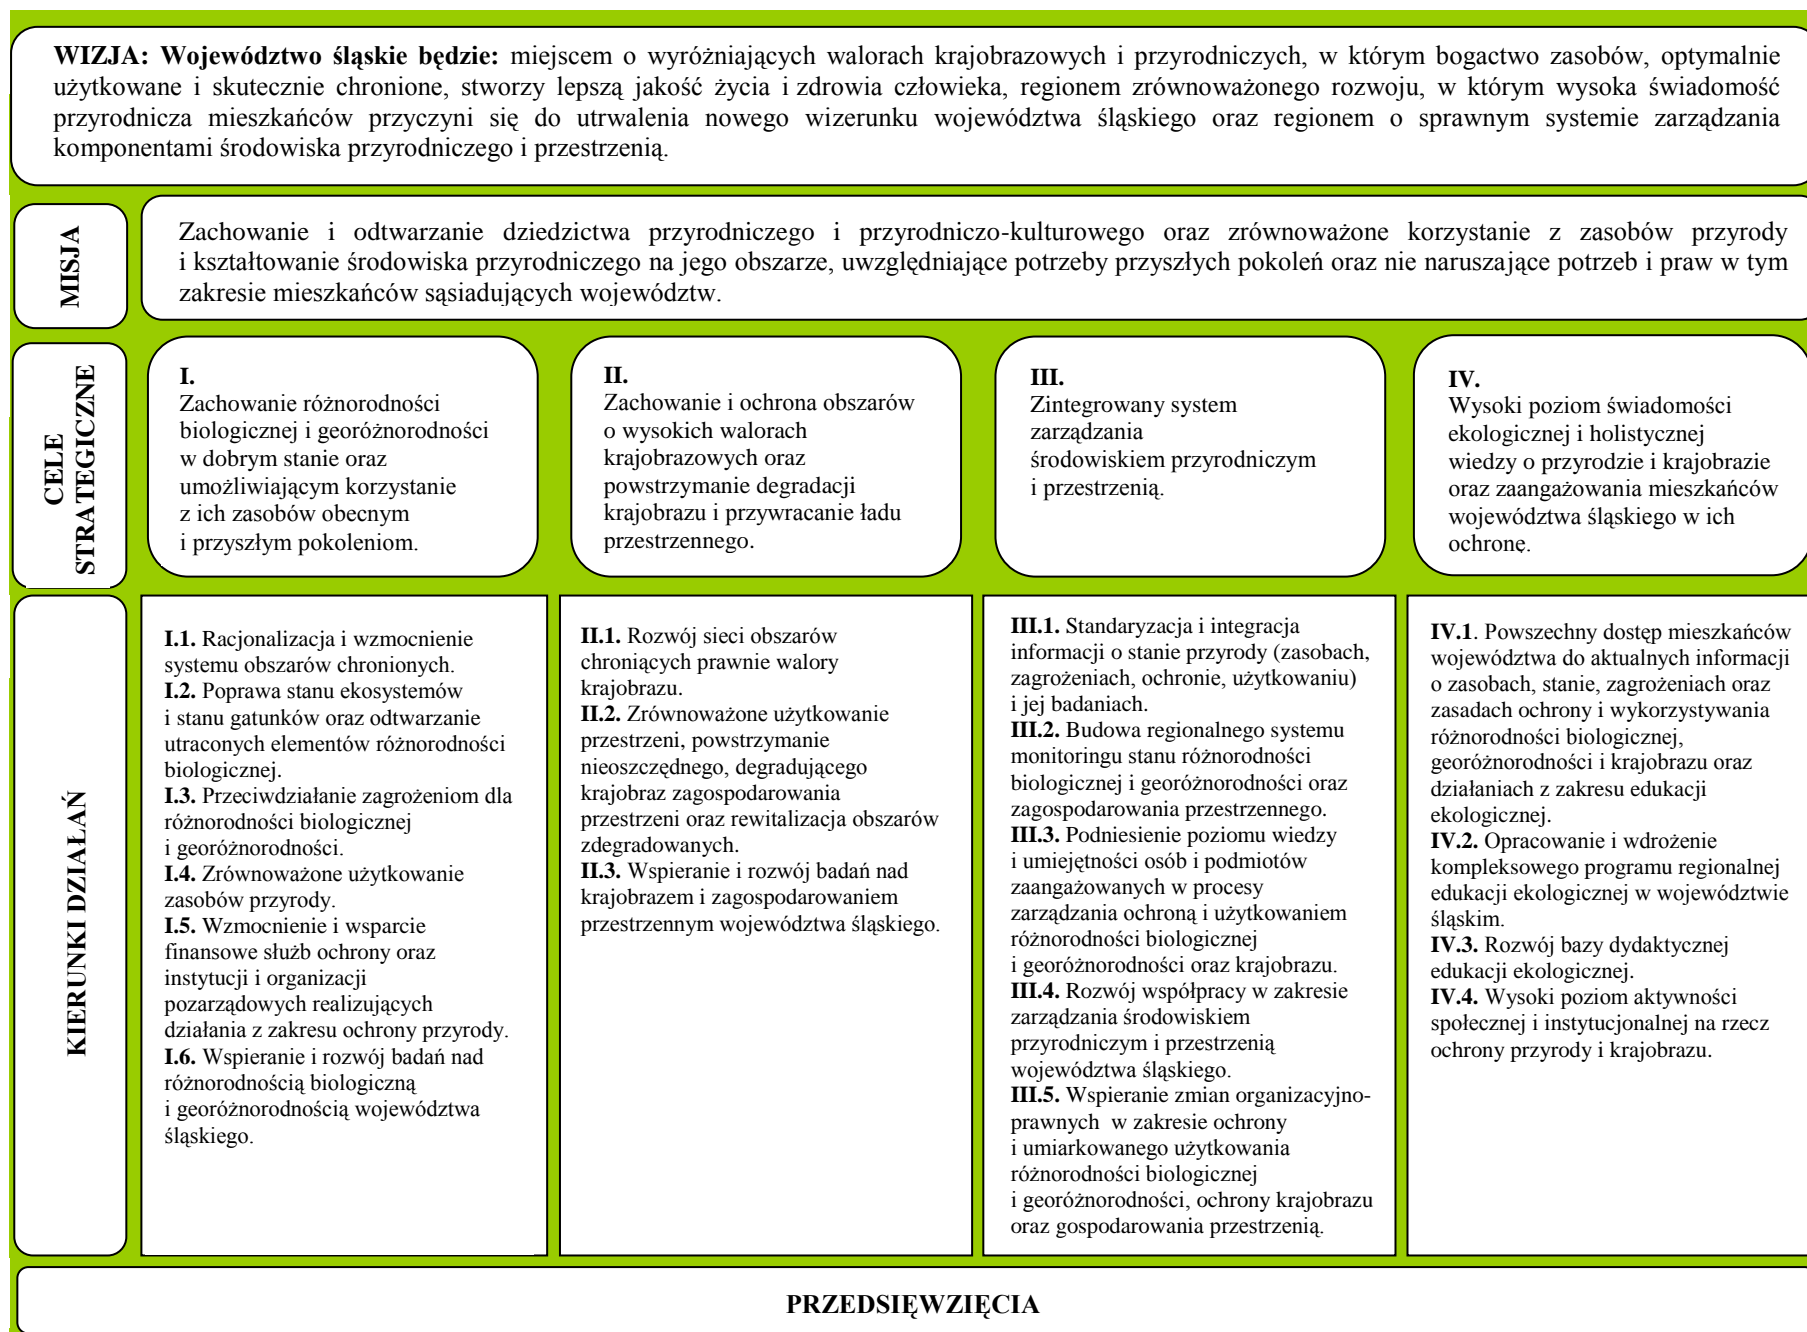 WIZJA: Województwo śląskie będzie: miejscem o wyróżniających walorach krajobrazowych i przyrodniczych, w którym bogactwo zasobów, optymalnie
użytkowane i skutecznie chronione, stworzy lepszą jakość życia i zdrowia człowieka, regionem zrównoważonego rozwoju, w którym wysoka świadomość
przyrodnicza mieszkańców przyczyni się do utrwalenia nowego wizerunku województwa śląskiego oraz regionem o sprawnym systemie zarządzania
komponentami środowiska przyrodniczego i przestrzenią.
MISJA
Zachowanie i odtwarzanie dziedzictwa przyrodniczego i przyrodniczo-kulturowego oraz zrównoważone korzystanie z zasobów przyrody
i kształtowanie środowiska przyrodniczego na jego obszarze, uwzględniające potrzeby przyszłych pokoleń oraz nie naruszające potrzeb i praw w tym
zakresie mieszkańców sąsiadujących województw.
CELE
STRATEGICZNE
I.
Zachowanie różnorodności
biologicznej i georóżnorodności
w dobrym stanie oraz
umożliwiającym korzystanie
z ich zasobów obecnym
i przyszłym pokoleniom.
II.
Zachowanie i ochrona obszarów
o wysokich walorach
krajobrazowych oraz
powstrzymanie degradacji
krajobrazu i przywracanie ładu
przestrzennego.
III.
Zintegrowany system
zarządzania
środowiskiem przyrodniczym
i przestrzenią.
IV.
Wysoki poziom świadomości
ekologicznej i holistycznej
wiedzy o przyrodzie i krajobrazie
oraz zaangażowania mieszkańców
województwa śląskiego w ich
ochronę.
KIERUNKI DZIAŁAŃ
I.1. Racjonalizacja i wzmocnienie
systemu obszarów chronionych.
I.2. Poprawa stanu ekosystemów
i stanu gatunków oraz odtwarzanie
utraconych elementów różnorodności
biologicznej.
I.3. Przeciwdziałanie zagrożeniom dla
różnorodności biologicznej
i georóżnorodności.
I.4. Zrównoważone użytkowanie
zasobów przyrody.
I.5. Wzmocnienie i wsparcie
finansowe służb ochrony oraz
instytucji i organizacji
pozarządowych realizujących
działania z zakresu ochrony przyrody.
I.6. Wspieranie i rozwój badań nad
różnorodnością biologiczną
i georóżnorodnością województwa
śląskiego.
II.1. Rozwój sieci obszarów
chroniących prawnie walory
krajobrazu.
II.2. Zrównoważone użytkowanie
przestrzeni, powstrzymanie
nieoszczędnego, degradującego
krajobraz zagospodarowania
przestrzeni oraz rewitalizacja obszarów
zdegradowanych.
II.3. Wspieranie i rozwój badań nad
krajobrazem i zagospodarowaniem
przestrzennym województwa śląskiego.
III.1. Standaryzacja i integracja
informacji o stanie przyrody (zasobach,
zagrożeniach, ochronie, użytkowaniu)
i jej badaniach.
III.2. Budowa regionalnego systemu
monitoringu stanu różnorodności
biologicznej i georóżnorodności oraz
zagospodarowania przestrzennego.
III.3. Podniesienie poziomu wiedzy
i umiejętności osób i podmiotów
zaangażowanych w procesy
zarządzania ochroną i użytkowaniem
różnorodności biologicznej
i georóżnorodności oraz krajobrazu.
III.4. Rozwój współpracy w zakresie
zarządzania środowiskiem
przyrodniczym i przestrzenią
województwa śląskiego.
III.5. Wspieranie zmian organizacyjno-
prawnych w zakresie ochrony
i umiarkowanego użytkowania
różnorodności biologicznej
i georóżnorodności, ochrony krajobrazu
oraz gospodarowania przestrzenią.
IV.1. Powszechny dostęp mieszkańców
województwa do aktualnych informacji
o zasobach, stanie, zagrożeniach oraz
zasadach ochrony i wykorzystywania
różnorodności biologicznej,
georóżnorodności i krajobrazu oraz
działaniach z zakresu edukacji
ekologicznej.
IV.2. Opracowanie i wdrożenie
kompleksowego programu regionalnej
edukacji ekologicznej w województwie
śląskim.
IV.3. Rozwój bazy dydaktycznej
edukacji ekologicznej.
IV.4. Wysoki poziom aktywności
społecznej i instytucjonalnej na rzecz
ochrony przyrody i krajobrazu.
PRZEDSIĘWZIĘCIA